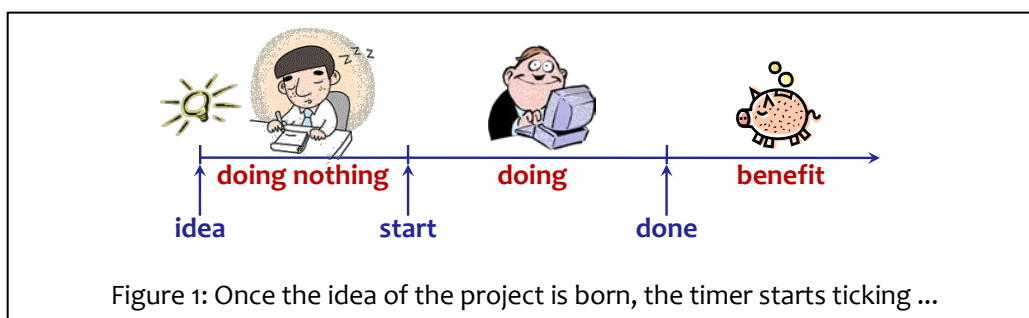 z z z
doing nothing doing benefit
idea start done
Figure 1: Once the idea of the project is born, the timer starts ticking ...